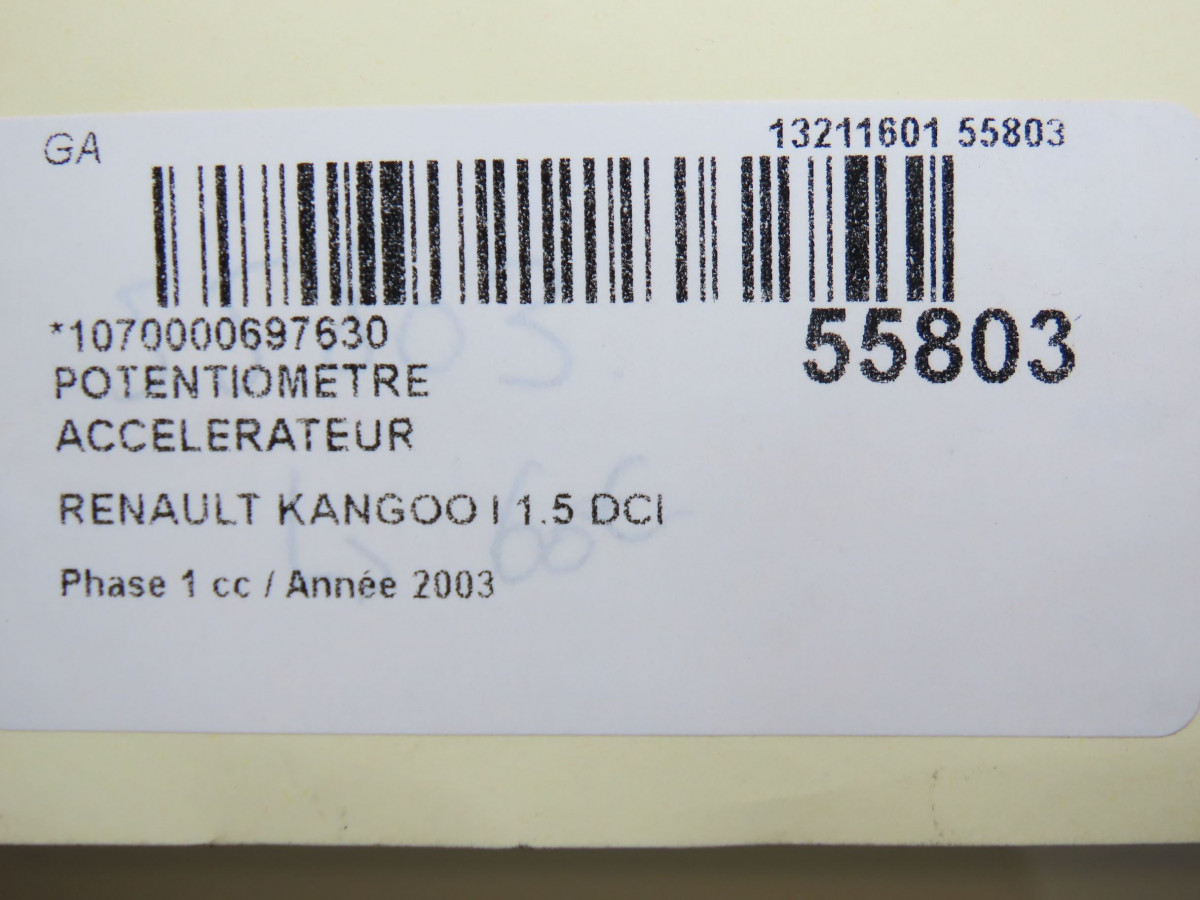 GA
13211601 55803
*1070000697630
55803
POTENTIOMETRE
ACCELERATEUR
RENAULT KANGOO I 1.5 DCI
Phase 1 cc / Année 2003